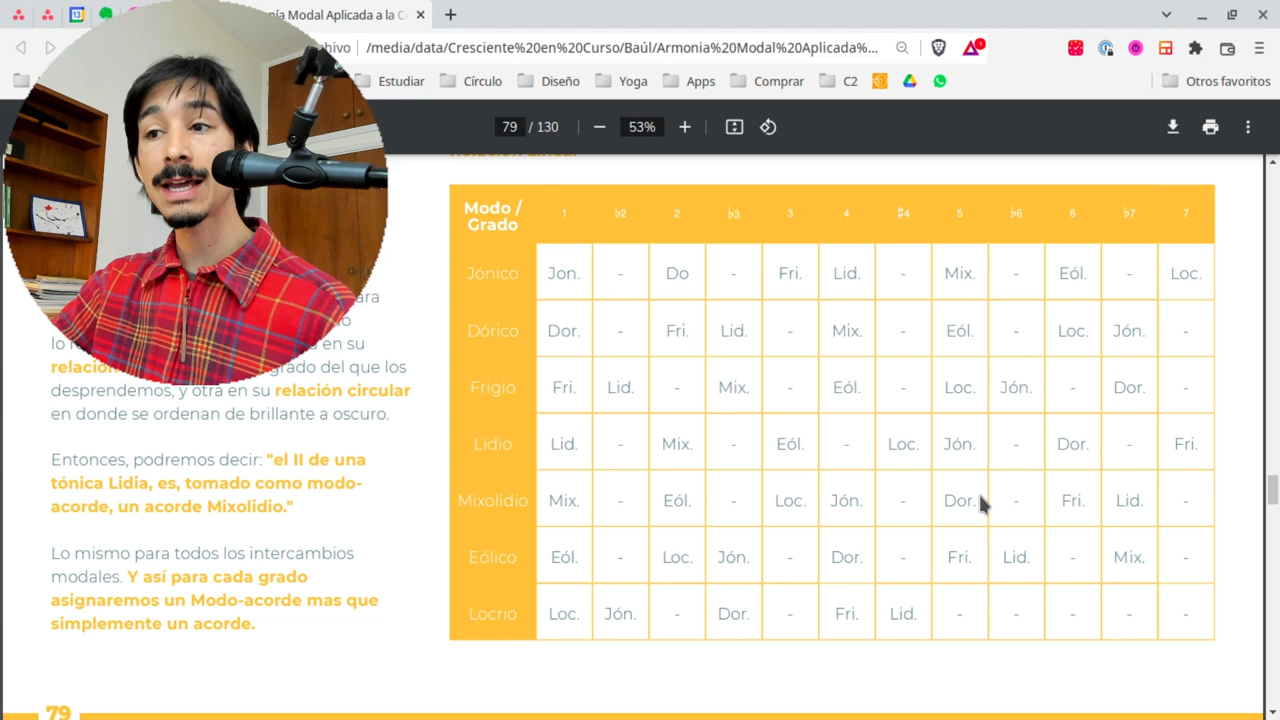 ía Modal Aplicada a la C
13
chivo
/media/data/Cresciente%20en%20Curso/Baúl/Armonia%20Modal%20Aplicada%...
1
Estudiar
Círculo
Diseño
Yoga
Apps
Comprar
C2
Otros favoritos
79 / 130
53%
Modo / Grado 1 ♭2 2 ♭3 3 4 ♯4 5 ♭6 6 ♭7 7
Jónico Jon. - Do - Fri. Lid. - Mix. - Eól. - Loc.
Dórico Dor. - Fri. Lid. - Mix. - Eól. - Loc. Jón. -
Frigio Fri. Lid. - Mix. - Eól. - Loc. Jón. - Dor. -
Lidio Lid. - Mix. - Eól. - Loc. Jón. - Dor. - Fri.
Mixolidio Mix. - Eól. - Loc. Jón. - Dor. - Fri. Lid. -
Eólico Eól. - Loc. Jón. - Dor. - Fri. Lid. - Mix. -
Locrio Loc. Jón. - Dor. - Fri. Lid. - - - - -
ara
do
en su
relación
grado del que los
desprendemos, y otra en su relación circular
en donde se ordenan de brillante a oscuro.
Entonces, podremos decir: "el II de una
tónica Lidia, es, tomado como modo-
acorde, un acorde Mixolidio."
Lo mismo para todos los intercambios
modales. Y así para cada grado
asignaremos un Modo-acorde mas que
simplemente un acorde.
79